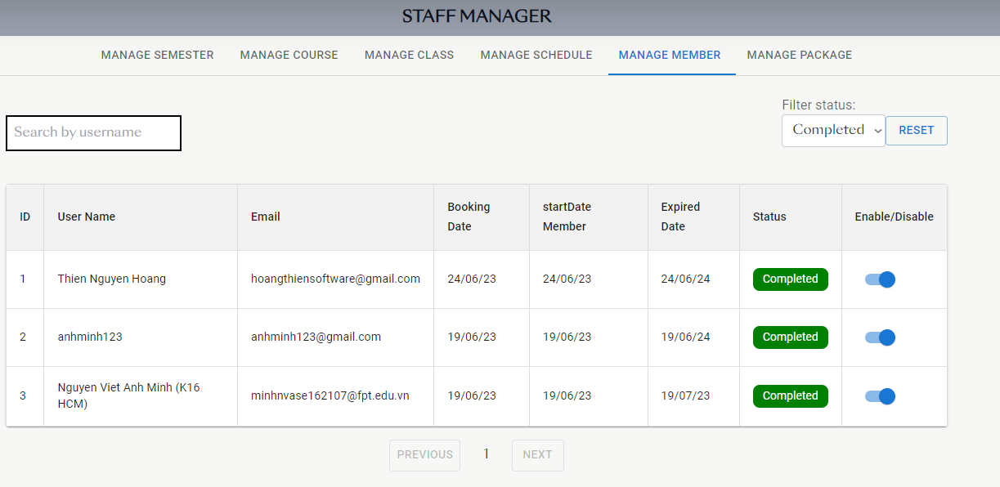 STAFF MANAGER
MANAGE SEMESTER MANAGE COURSE MANAGE CLASS MANAGE SCHEDULE MANAGE MEMBER MANAGE PACKAGE
Filter status:
Search by username Completed RESET
ID User Name Email Booking Date startDate Member Expired Date Status Enable/Disable
1 Thien Nguyen Hoang hoangthiensoftware@gmail.com 24/06/23 24/06/23 24/06/24 Completed
2 anhminh123 anhminh123@gmail.com 19/06/23 19/06/23 19/06/24 Completed
3 Nguyen Viet Anh Minh (K16 HCM) minhnvase162107@fpt.edu.vn 19/06/23 19/06/23 19/07/23 Completed
PREVIOUS 1 NEXT